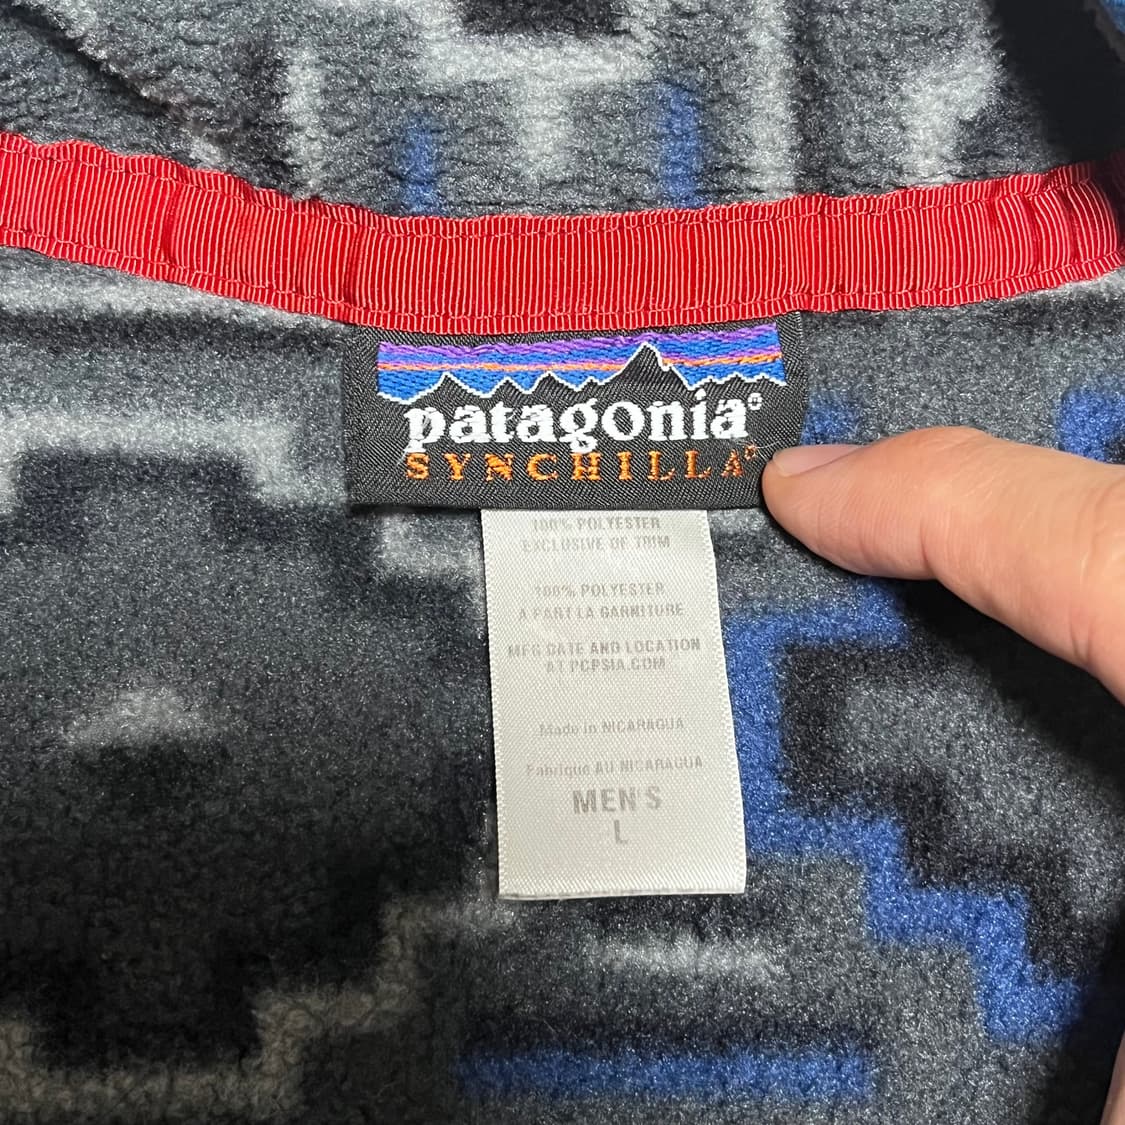 patagonia®
SYNCHILLA®
100% POLYESTER
EXCLUSIVE OF TRIM
100% POLYESTER
A PART LA GARNITURE
MFG DATE AND LOCATION
AT PCPSIA.COM
Made in NICARAGUA
Fabrique AU NICARAGUA
MEN'S
L